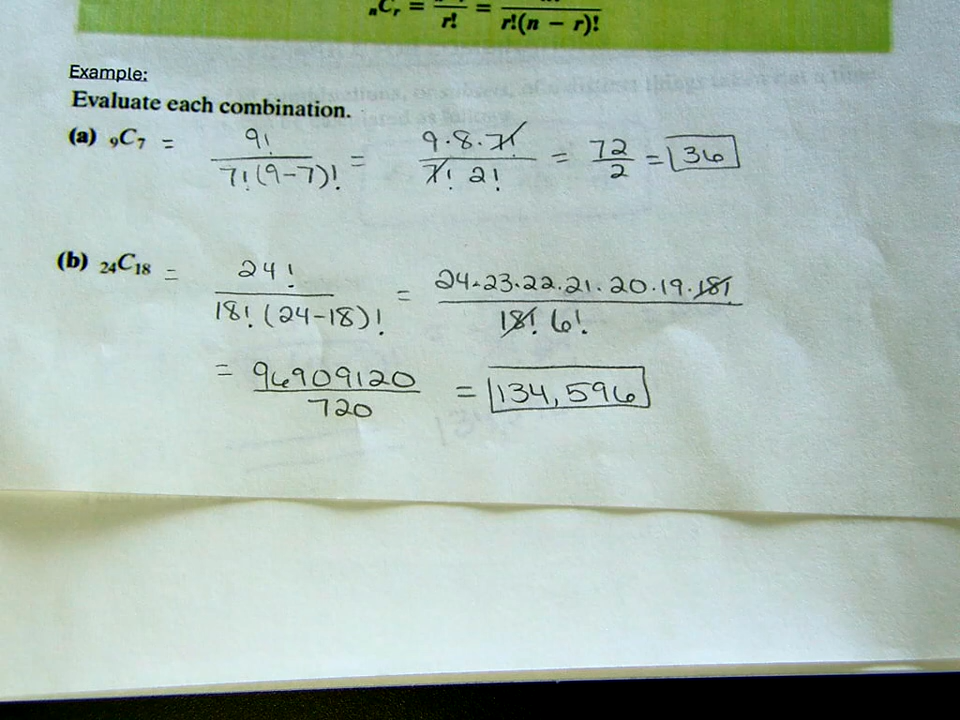 nCr = r! = r!(n − r)!
Example:
Evaluate each combination.
(a) 9C7 = 9! / 7!(9-7)! = 9·8·7! / 7! 2! = 72 / 2 = 36
(b) 24C18 = 24! / 18!(24-18)! = 24·23·22·21·20·19·18! / 18! 6!
= 96909120 / 720 = 134,596